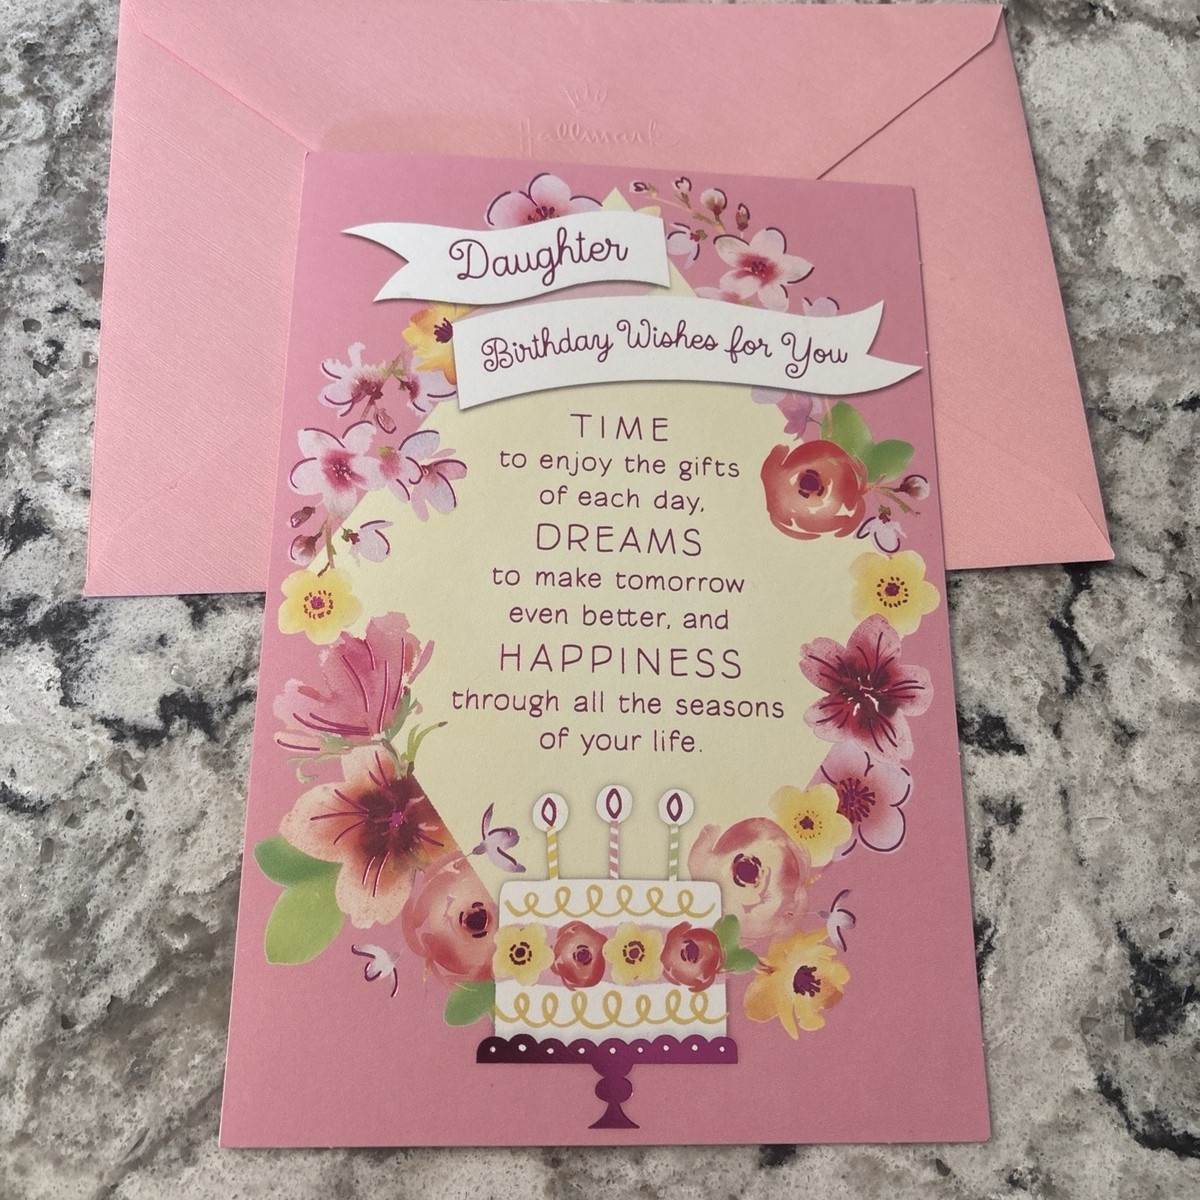 Hallmark
Daughter
Birthday Wishes for You
TIME
to enjoy the gifts
of each day,
DREAMS
to make tomorrow
even better, and
HAPPINESS
through all the seasons
of your life.